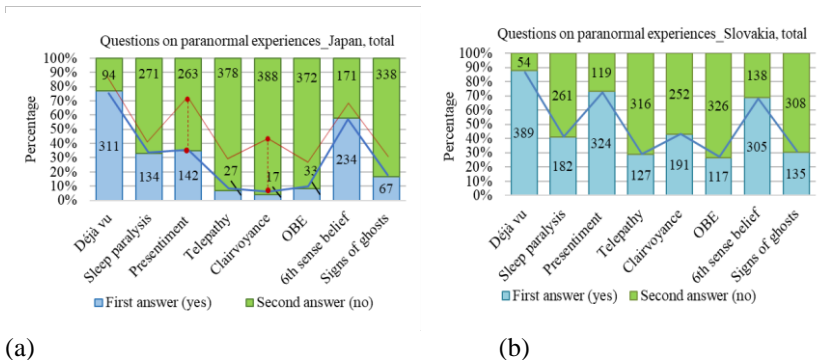 Questions on paranormal experiences_Japan, total
Percentage
100%
90%
80%
70%
60%
50%
40%
30%
20%
10%
0%
94 271 263 378 388 372 171 338
311 134 142 27 17 33 234 67
Déjà vu
Sleep paralysis
Presentiment
Telepathy
Clairvoyance
OBE
6th sense belief
Signs of ghosts
First answer (yes) Second answer (no)
(a)
Questions on paranormal experiences_Slovakia, total
Percentage
100%
90%
80%
70%
60%
50%
40%
30%
20%
10%
0%
54 261 119 316 252 326 138 308
389 182 324 127 191 117 305 135
Déjà vu
Sleep paralysis
Presentiment
Telepathy
Clairvoyance
OBE
6th sense belief
Signs of ghosts
First answer (yes) Second answer (no)
(b)